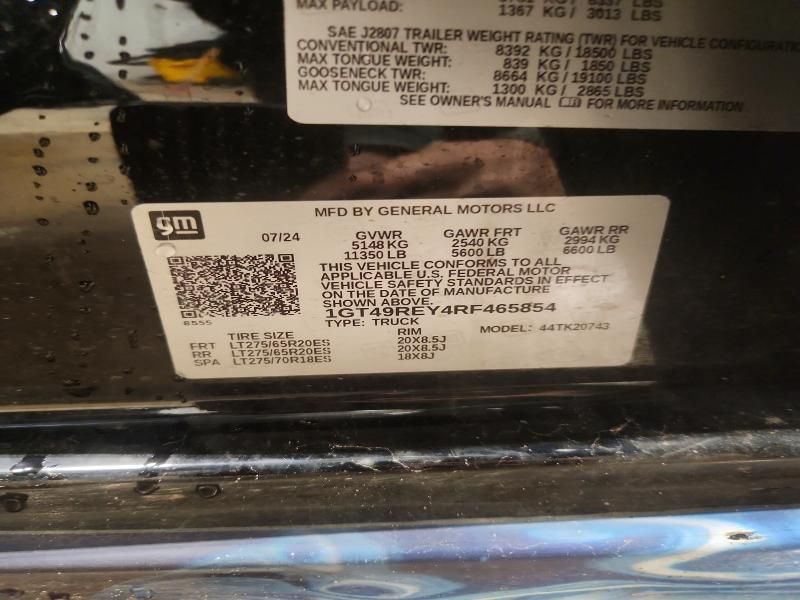 MAX PAYLOAD: 1367 KG / 3013 LBS
SAE J2807 TRAILER WEIGHT RATING (TWR) FOR VEHICLE
CONVENTIONAL TWR: 8392 KG / 18500 LBS
MAX TONGUE WEIGHT: 839 KG / 1850 LBS
GOOSENECK TWR: 8664 KG / 19100 LBS
MAX TONGUE WEIGHT: 1300 KG / 2865 LBS
SEE OWNER'S MANUAL FOR MORE INFORMATION
gm
MFD BY GENERAL MOTORS LLC
07/24
GVWR GAWR FRT GAWR RR
5148 KG 2540 KG 2994 KG
11350 LB 5600 LB 6600 LB
THIS VEHICLE CONFORMS TO ALL
APPLICABLE U.S. FEDERAL MOTOR
VEHICLE SAFETY STANDARDS IN EFFECT
ON THE DATE OF MANUFACTURE
SHOWN ABOVE.
1GT49REY4RF465854
TYPE: TRUCK MODEL: 44TK20743
8555
TIRE SIZE RIM
FRT LT275/65R20ES 20X8.5J
RR LT275/65R20ES 20X8.5J
SPA LT275/70R18ES 18X8J